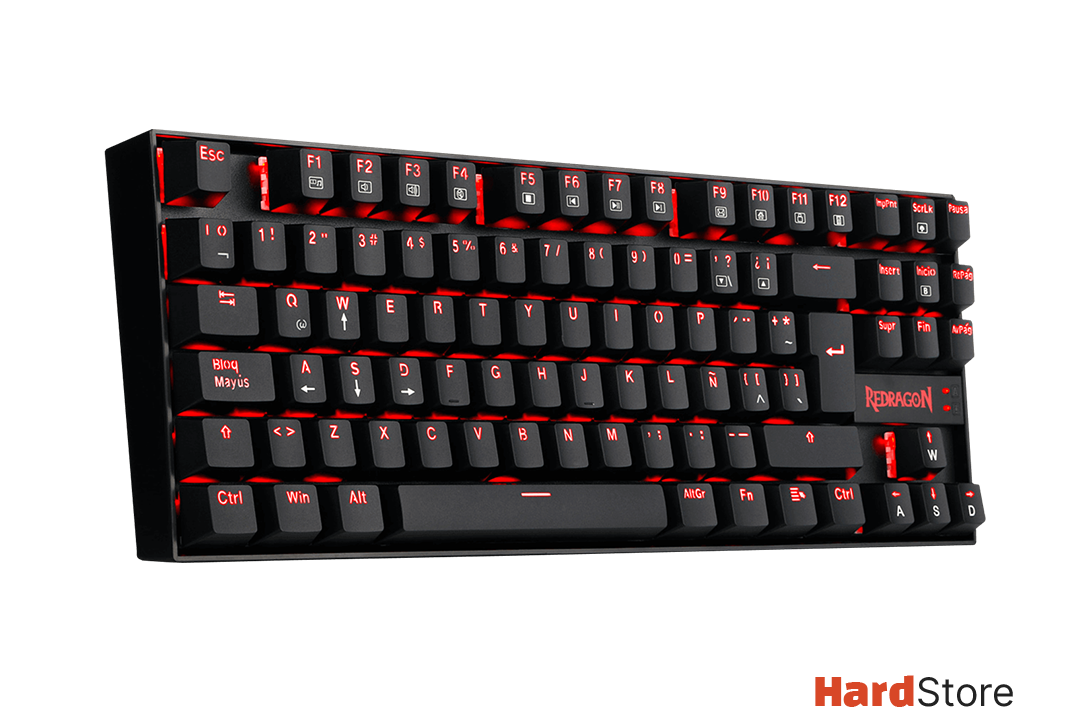 Esc F1 F2 F3 F4 F5 F6 F7 F8 F9 F10 F11 F12 ImpPnt ScrLk Pausa
1 ! 2 " 3 4 $ 5 % 6 & 7 / 8 ( 9 ) 0 = ' ? \ ¿ ¡ ← Insert Inicio B RePág
Q W ↑ E R T Y U I O P + * ~ Supr Fin AvPág
Bloq
Mayus A ← S ↓ D → F G H J K L Ñ { [ ^ } ] ` ↵
REDRAGON
⇧ < > Z X C V B N M , ; . : - _ ⇧ ↑ W
Ctrl Win Alt AltGr Fn Ctrl ← A ↓ S → D
HardStore